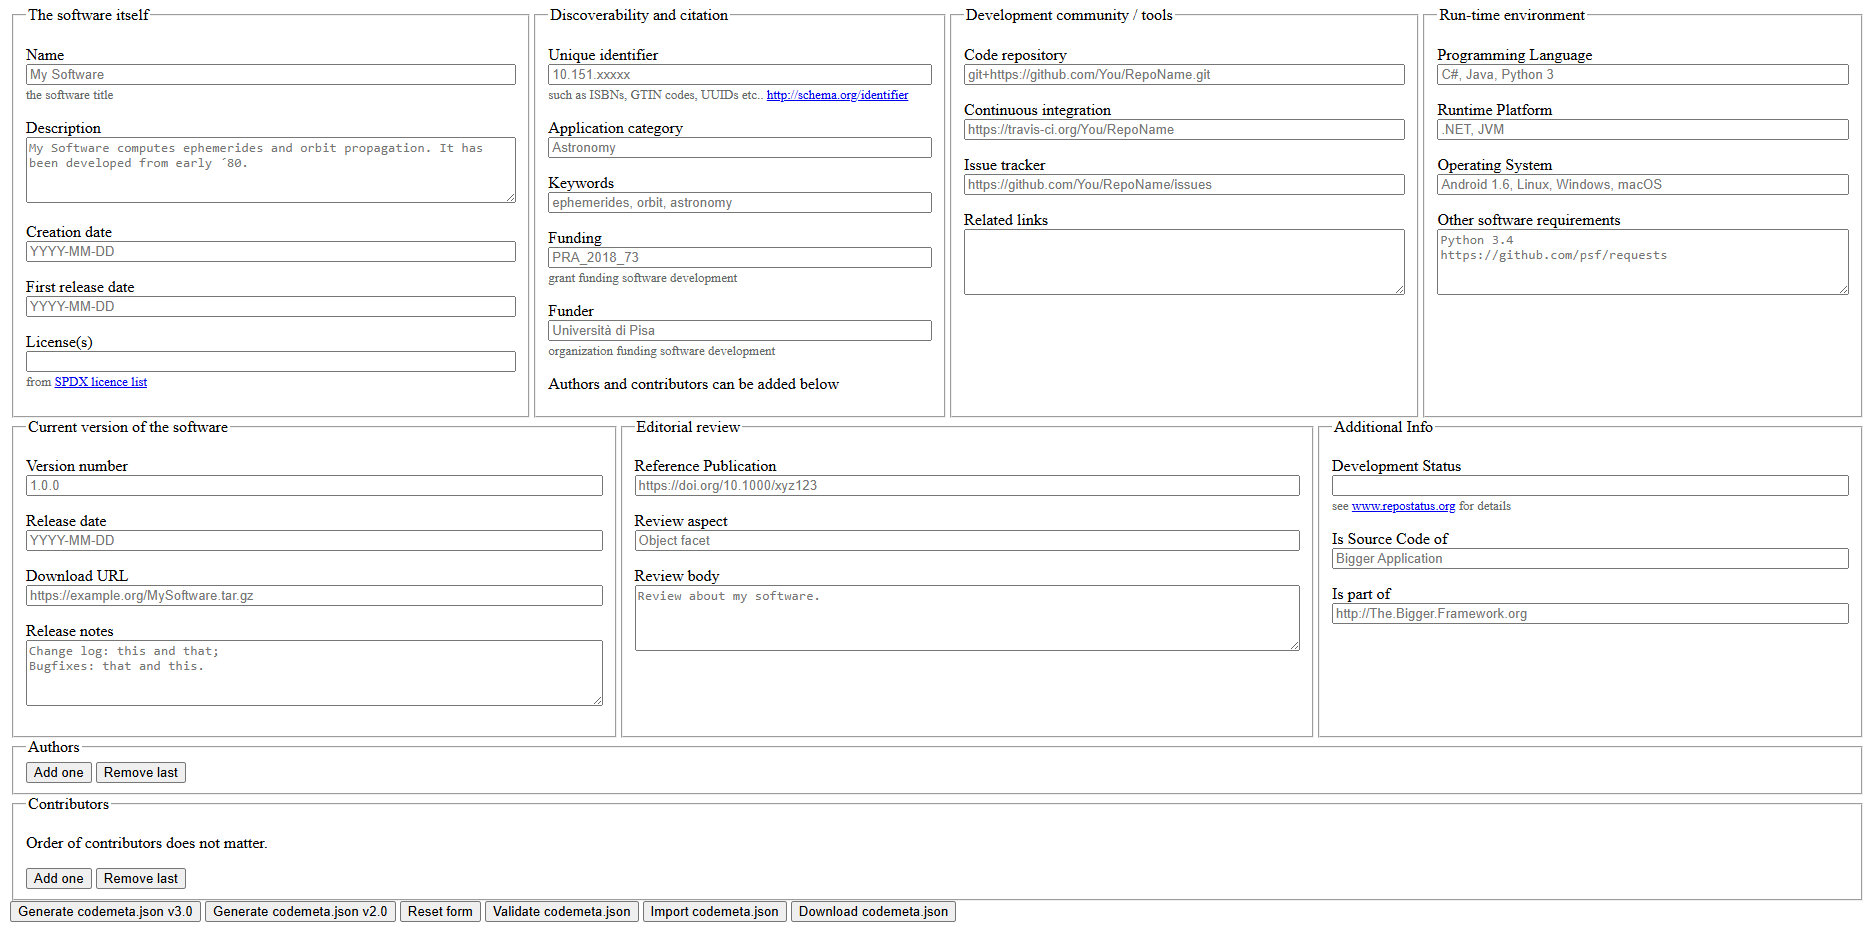 The software itself
Name
My Software
the software title
Description
My Software computes ephemerides and orbit propagation. It has
been developed from early ´80.
Creation date
YYYY-MM-DD
First release date
YYYY-MM-DD
License(s)
from SPDX licence list
Discoverability and citation
Unique identifier
10.151.xxxxx
such as ISBNs, GTIN codes, UUIDs etc.. http://schema.org/identifier
Application category
Astronomy
Keywords
ephemerides, orbit, astronomy
Funding
PRA_2018_73
grant funding software development
Funder
Università di Pisa
organization funding software development
Authors and contributors can be added below
Development community / tools
Code repository
git+https://github.com/You/RepoName.git
Continuous integration
https://travis-ci.org/You/RepoName
Issue tracker
https://github.com/You/RepoName/issues
Related links
Run-time environment
Programming Language
C#, Java, Python 3
Runtime Platform
.NET, JVM
Operating System
Android 1.6, Linux, Windows, macOS
Other software requirements
Python 3.4
https://github.com/psf/requests
Current version of the software
Version number
1.0.0
Release date
YYYY-MM-DD
Download URL
https://example.org/MySoftware.tar.gz
Release notes
Change log: this and that;
Bugfixes: that and this.
Editorial review
Reference Publication
https://doi.org/10.1000/xyz123
Review aspect
Object facet
Review body
Review about my software.
Additional Info
Development Status
see www.repostatus.org for details
Is Source Code of
Bigger Application
Is part of
http://The.Bigger.Framework.org
Authors
Add one Remove last
Contributors
Order of contributors does not matter.
Add one Remove last
Generate codemeta.json v3.0 Generate codemeta.json v2.0 Reset form Validate codemeta.json Import codemeta.json Download codemeta.json